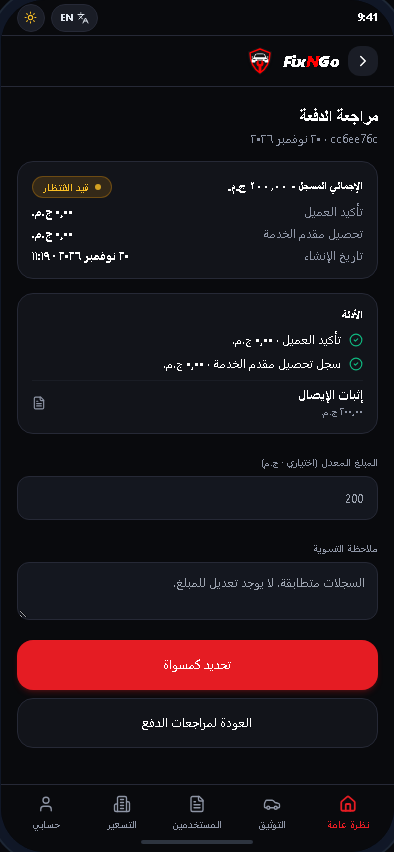 9:41
EN
FixNGo
مراجعة الدفعة
cc6ee76c · ٢٠ نوفمبر ٢٠٢٦
الإجمالي المسجل · ٢٠٠٫٠٠ ج.م.
قيد الانتظار
تأكيد العميل ٠٫٠٠ ج.م.
تحصيل مقدم الخدمة ٠٫٠٠ ج.م.
تاريخ الإنشاء ٢٠ نوفمبر ٢٠٢٦ ١١:١٩
الأدلة
تأكيد العميل · ٠٫٠٠ ج.م.
سجل تحصيل مقدم الخدمة · ٠٫٠٠ ج.م.
إثبات الإيصال
٢٠٠٫٠٠ ج.م.
المبلغ المعدل (اختياري · ج.م)
200
ملاحظة التسوية
السجلات متطابقة. لا يوجد تعديل للمبلغ.
تحديد كمسواة
العودة لمراجعات الدفع
نظرة عامة
التوثيق
المستخدمين
التسعير
حسابي